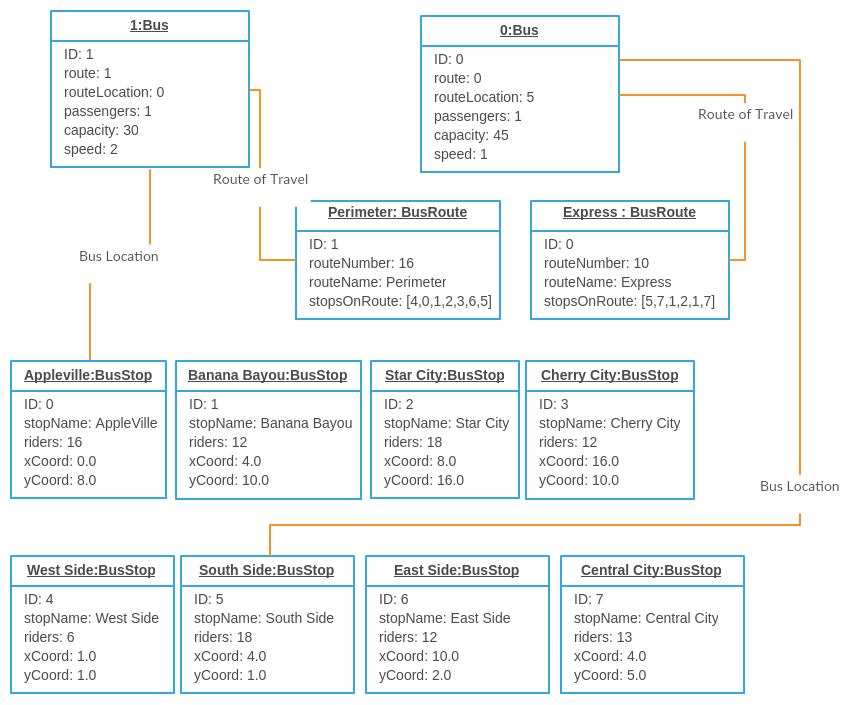 1:Bus
ID: 1
route: 1
routeLocation: 0
passengers: 1
capacity: 30
speed: 2
0:Bus
ID: 0
route: 0
routeLocation: 5
passengers: 1
capacity: 45
speed: 1
Route of Travel
Route of Travel
Bus Location
Perimeter: BusRoute
ID: 1
routeNumber: 16
routeName: Perimeter
stopsOnRoute: [4,0,1,2,3,6,5]
Express : BusRoute
ID: 0
routeNumber: 10
routeName: Express
stopsOnRoute: [5,7,1,2,1,7]
Appleville:BusStop
ID: 0
stopName: AppleVille
riders: 16
xCoord: 0.0
yCoord: 8.0
Banana Bayou:BusStop
ID: 1
stopName: Banana Bayou
riders: 12
xCoord: 4.0
yCoord: 10.0
Star City:BusStop
ID: 2
stopName: Star City
riders: 18
xCoord: 8.0
yCoord: 16.0
Cherry City:BusStop
ID: 3
stopName: Cherry City
riders: 12
xCoord: 16.0
yCoord: 10.0
Bus Location
West Side:BusStop
ID: 4
stopName: West Side
riders: 6
xCoord: 1.0
yCoord: 1.0
South Side:BusStop
ID: 5
stopName: South Side
riders: 18
xCoord: 4.0
yCoord: 1.0
East Side:BusStop
ID: 6
stopName: East Side
riders: 12
xCoord: 10.0
yCoord: 2.0
Central City:BusStop
ID: 7
stopName: Central City
riders: 13
xCoord: 4.0
yCoord: 5.0